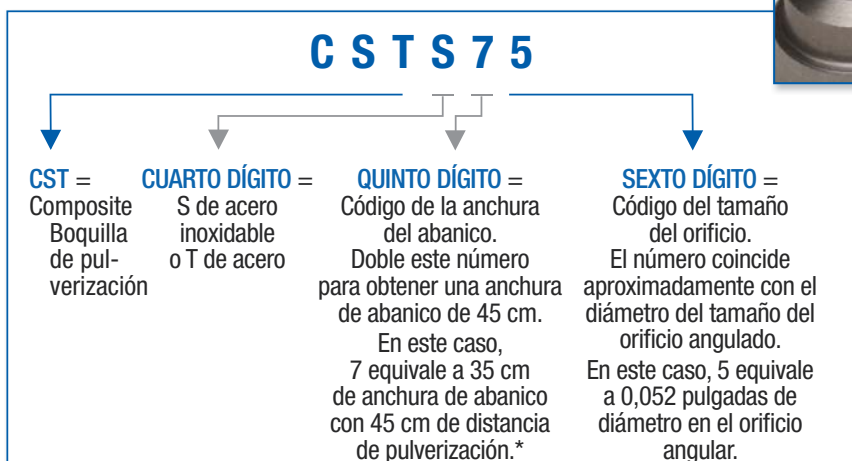 CSTS75
CST =
Composite
Boquilla
de pul-
verización
CUARTO DÍGITO =
S de acero
inoxidable
o T de acero
QUINTO DÍGITO =
Código de la anchura
del abanico.
Doble este número
para obtener una anchura
de abanico de 45 cm.
En este caso,
7 equivale a 35 cm
de anchura de abanico
con 45 cm de distancia
de pulverización.*
SEXTO DÍGITO =
Código del tamaño
del orificio.
El número coincide
aproximadamente con el
diámetro del tamaño del
orificio angulado.
En este caso, 5 equivale
a 0,052 pulgadas de
diámetro en el orificio
angular.